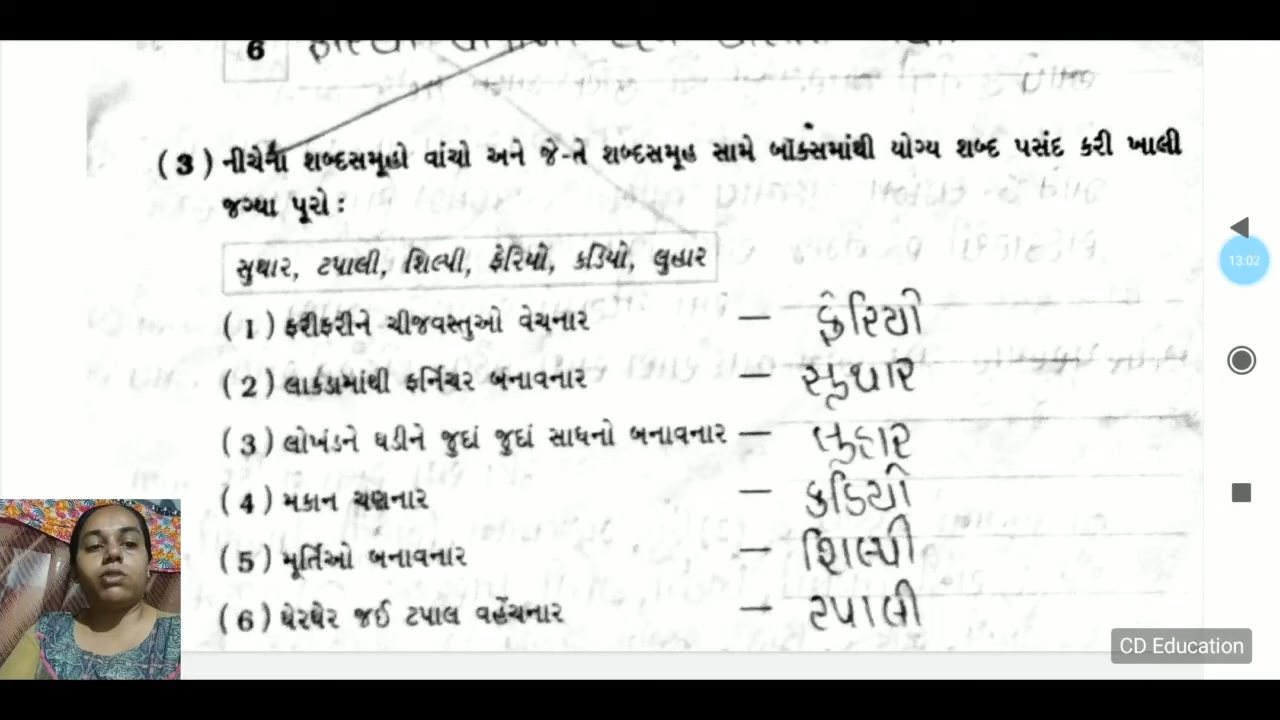 6
(3) નીચેના શબ્દસમૂહો વાંચો અને જે-તે શબ્દસમૂહ સામે બૉક્સમાંથી યોગ્ય શબ્દ પસંદ કરી ખાલી
જગ્યા પૂરો :
સુથાર, ટપાલી, શિલ્પી, ફેરિયો, કડિયો, લુહાર
(1) ફરીફરીને ચીજવસ્તુઓ વેચનાર — ફેરિયો
(2) લાકડામાંથી ફર્નિચર બનાવનાર — સુથાર
(3) લોખંડને ઘડીને જુદાં જુદાં સાધનો બનાવનાર — લુહાર
(4) મકાન ચણનાર — કડિયો
(5) મૂર્તિઓ બનાવનાર — શિલ્પી
(6) ઘેરઘેર જઈ ટપાલ વહેંચનાર — ટપાલી
13:02
CD Education